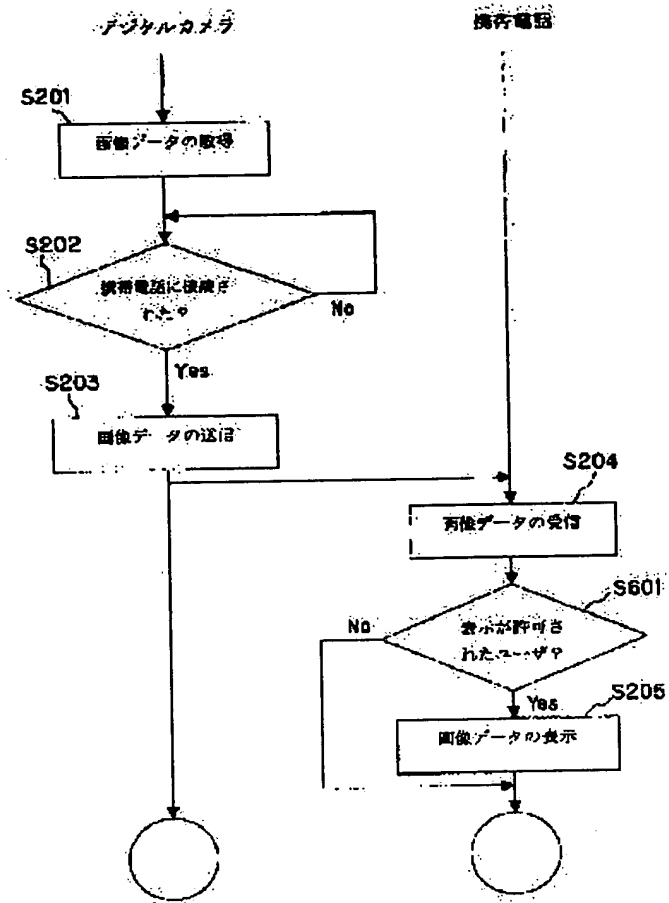 デジタルカメラ
携帯電話
S201
画像データの取得
S202
携帯電話に接続さ
れた?
No
Yes
S203
画像データの送信
S204
画像データの受信
S601
表示が許可さ
れたユーザ?
No
Yes
S205
画像データの表示